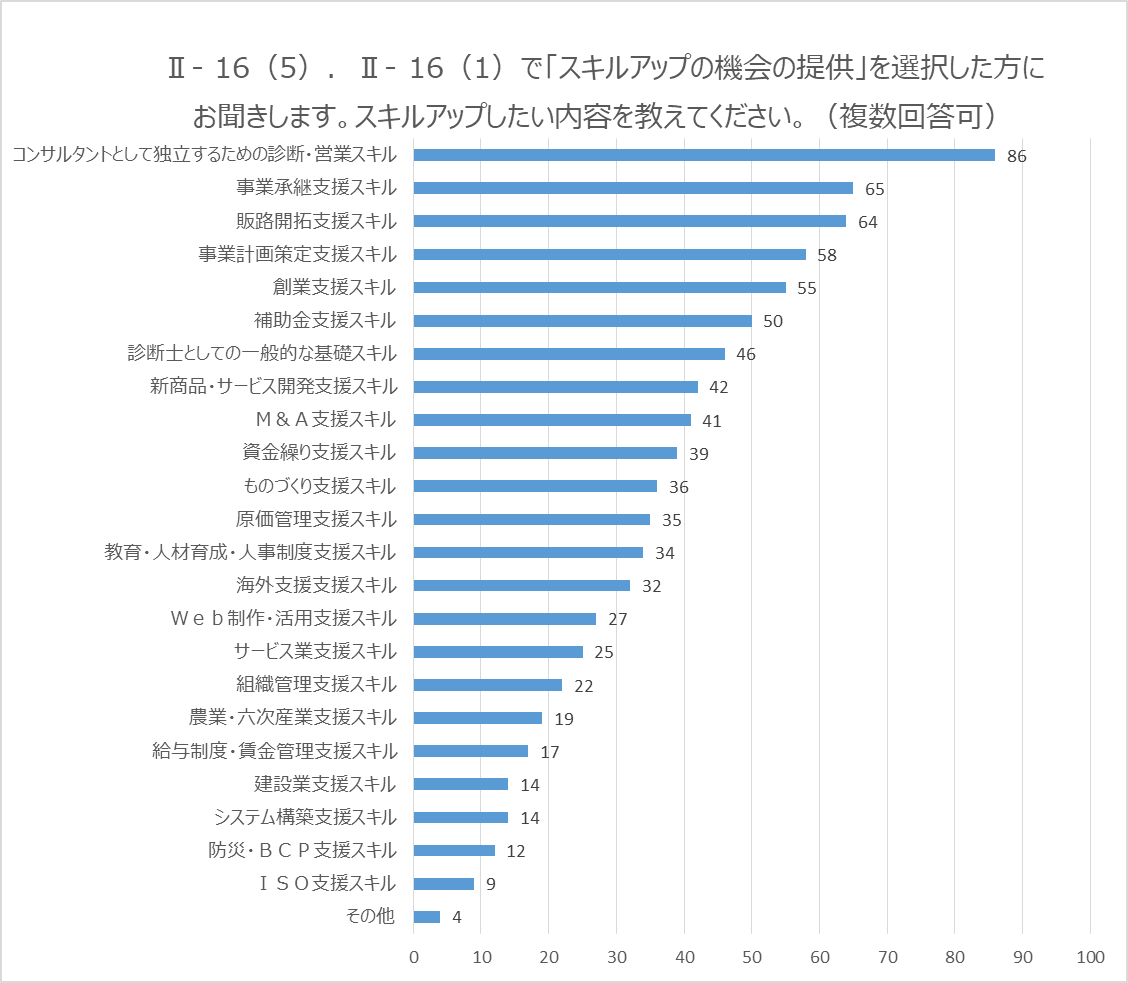 Ⅱ- 16（5）. Ⅱ- 16（1）で「スキルアップの機会の提供」を選択した方に
お聞きします。スキルアップしたい内容を教えてください。（複数回答可）
コンサルタントとして独立するための診断・営業スキル 86
事業承継支援スキル 65
販路開拓支援スキル 64
事業計画策定支援スキル 58
創業支援スキル 55
補助金支援スキル 50
診断士としての一般的な基礎スキル 46
新商品・サービス開発支援スキル 42
Ｍ＆Ａ支援スキル 41
資金繰り支援スキル 39
ものづくり支援スキル 36
原価管理支援スキル 35
教育・人材育成・人事制度支援スキル 34
海外支援支援スキル 32
Ｗｅｂ制作・活用支援スキル 27
サービス業支援スキル 25
組織管理支援スキル 22
農業・六次産業支援スキル 19
給与制度・賃金管理支援スキル 17
建設業支援スキル 14
システム構築支援スキル 14
防災・ＢＣＰ支援スキル 12
ＩＳＯ支援スキル 9
その他 4
0 10 20 30 40 50 60 70 80 90 100